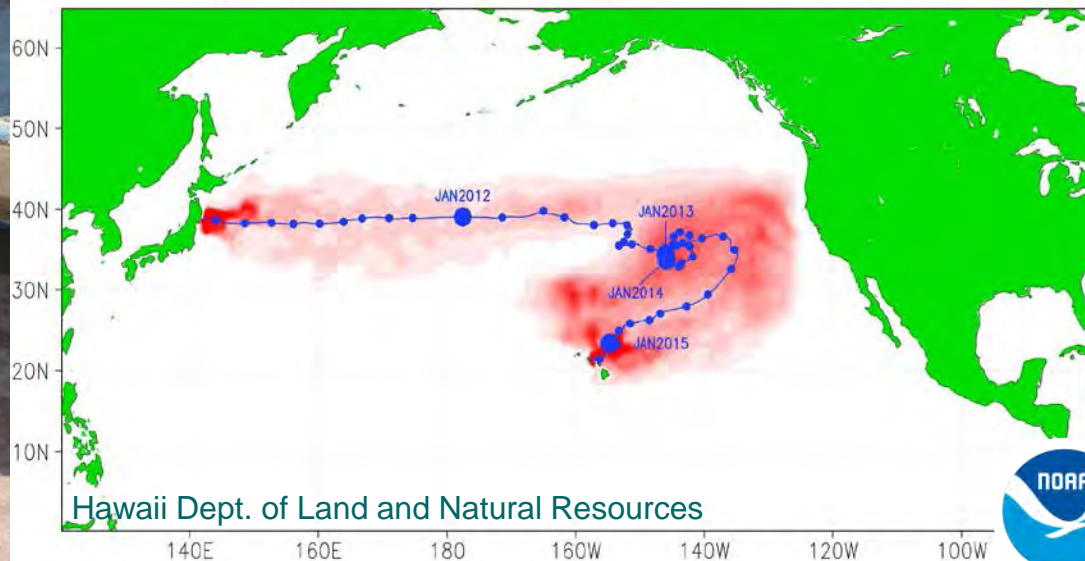 60N
50N
40N
30N
20N
10N
JAN2012
JAN2013
JAN2014
JAN2015
Hawaii Dept. of Land and Natural Resources
140E 160E 180 160W 140W 120W 100W